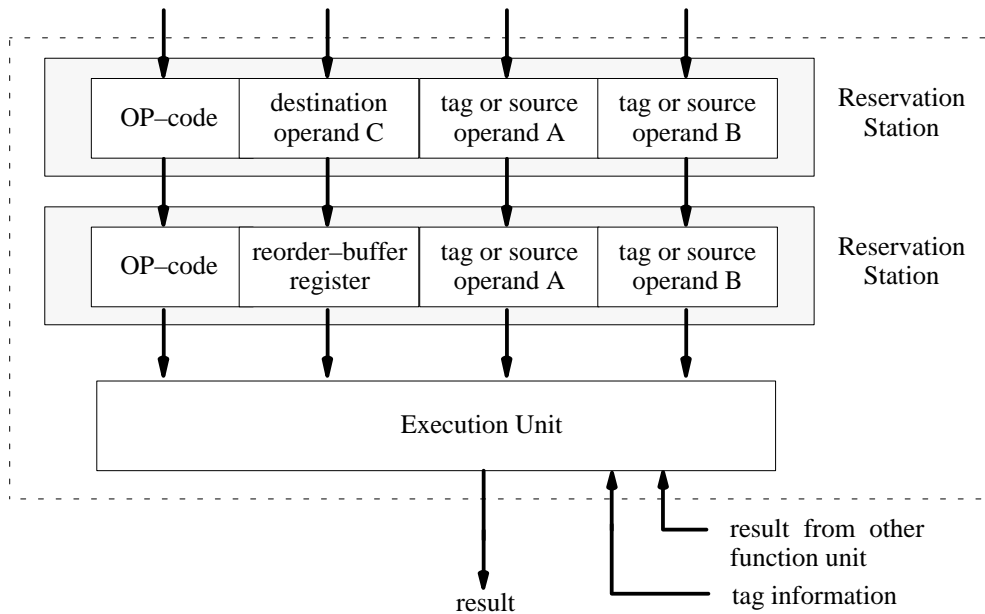 OP–code
destination
operand C
tag or source
operand A
tag or source
operand B
Reservation
Station
OP–code
reorder–buffer
register
tag or source
operand A
tag or source
operand B
Reservation
Station
Execution Unit
result from other
function unit
tag information
result